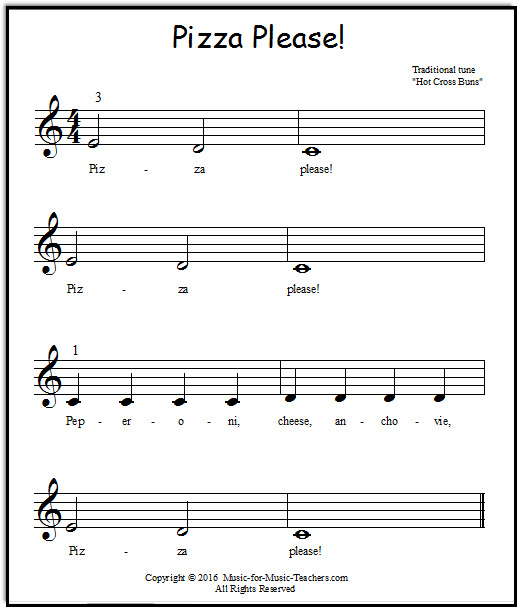 Pizza Please!
Traditional tune
"Hot Cross Buns"
3
4
4
Piz - za please!
Piz - za please!
1
Pep - er - o - ni, cheese, an - cho - vie,
Piz - za please!
Copyright © 2016 Music-for-Music-Teachers.com
All Rights Reserved